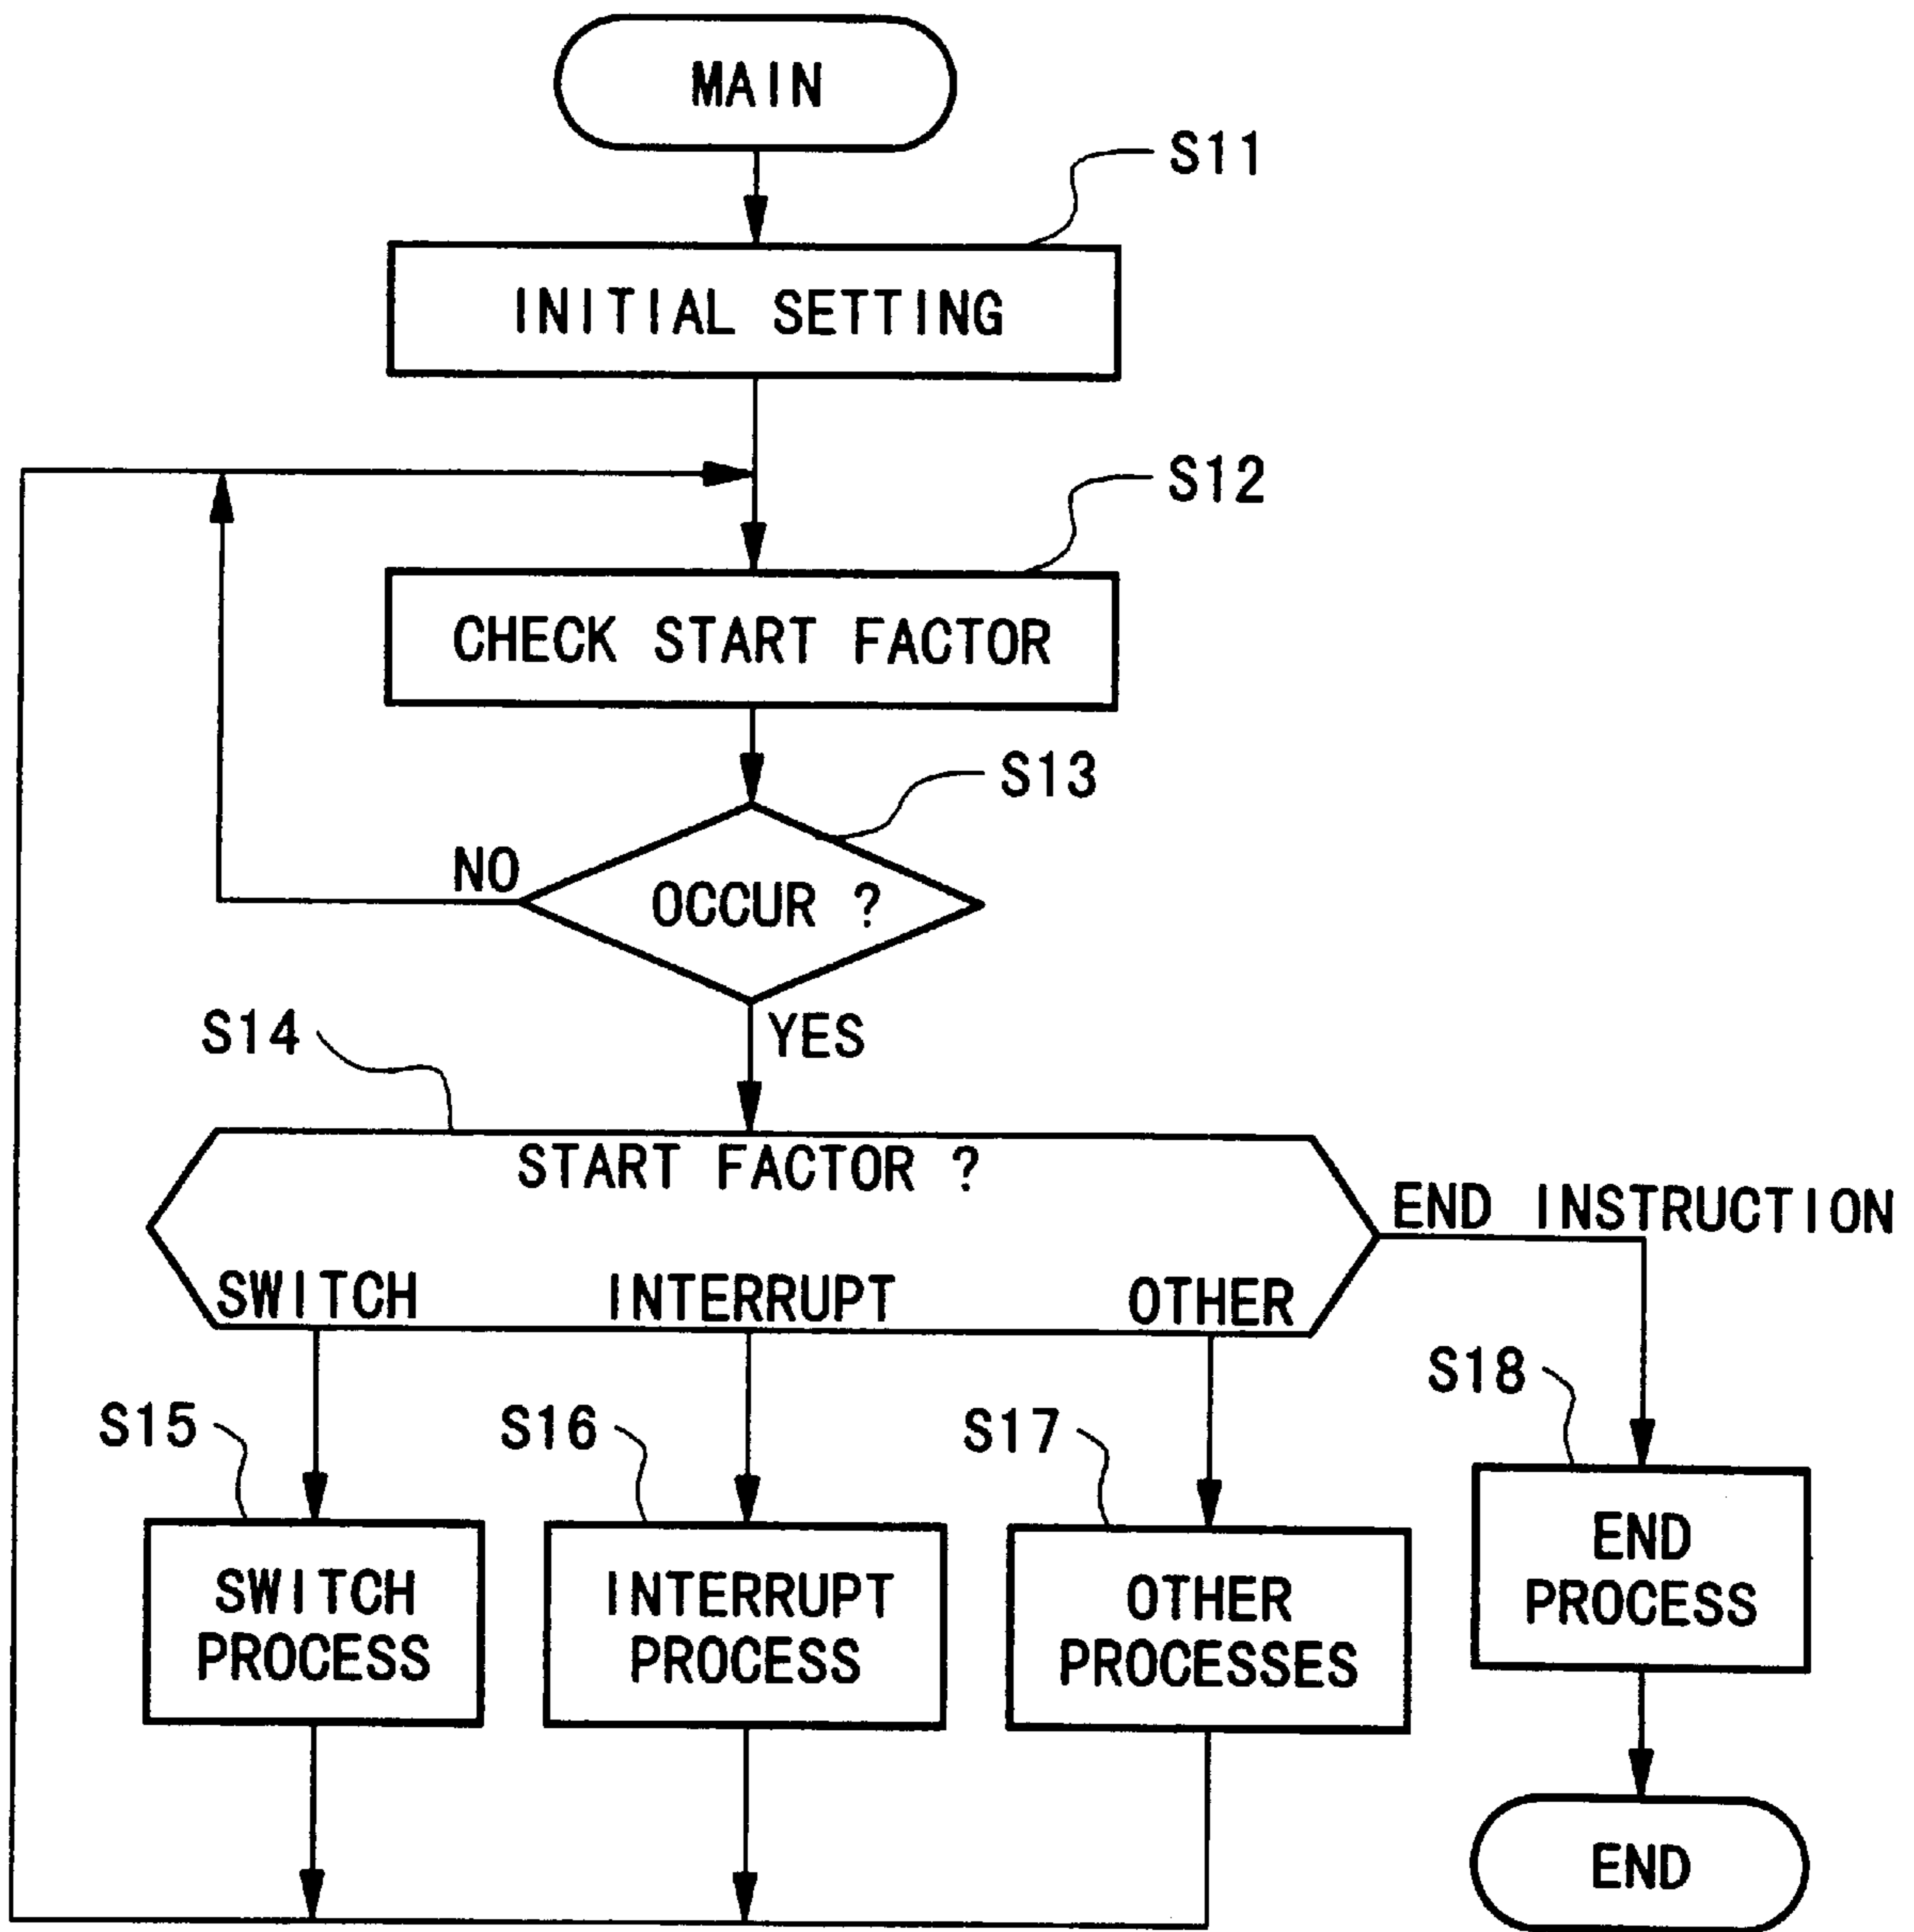 MAIN
S11
INITIAL SETTING
S12
CHECK START FACTOR
S13
NO
OCCUR ?
YES
S14
START FACTOR ?
END INSTRUCTION
SWITCH
INTERRUPT
OTHER
S15
S16
S17
S18
SWITCH
PROCESS
INTERRUPT
PROCESS
OTHER
PROCESSES
END
PROCESS
END